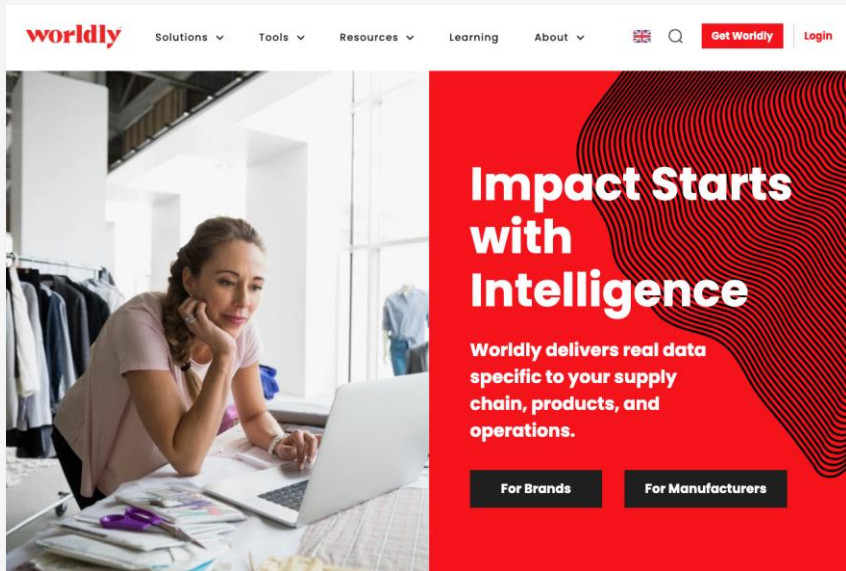 worldly
Solutions
Tools
Resources
Learning
About
Get Worldly
Login
Impact Starts
with
Intelligence
Worldly delivers real data
specific to your supply
chain, products, and
operations.
For Brands
For Manufacturers